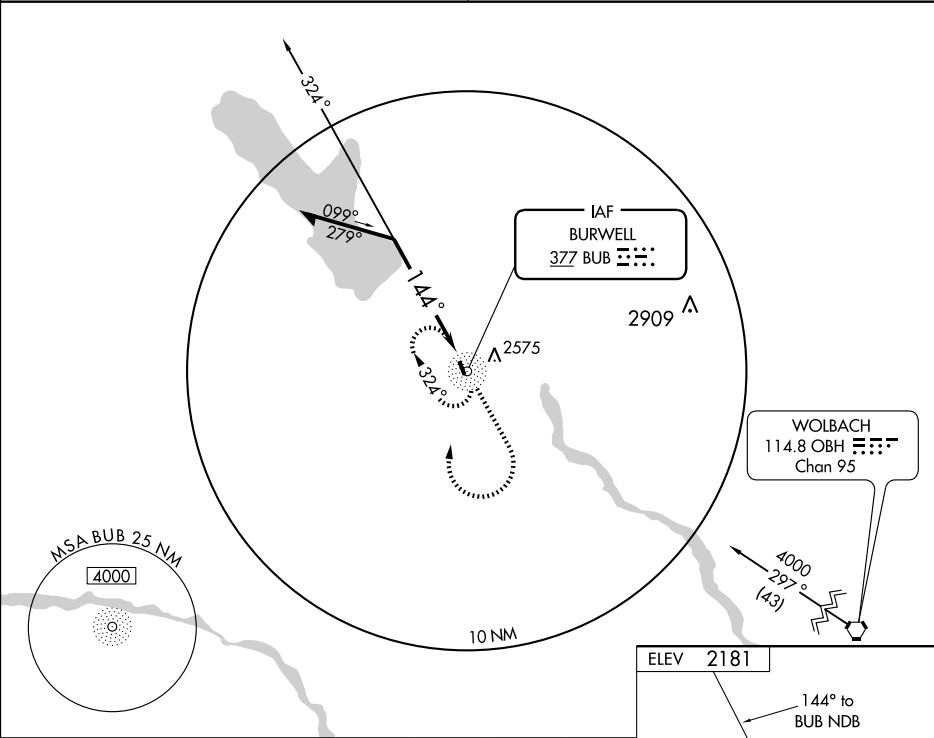 324°
099°
279°
144°
324°
IAF
BURWELL
377 BUB
2909
2575
WOLBACH
114.8 OBH
Chan 95
MSA BUB 25 NM
4000
4000
297°
(43)
10 NM
ELEV 2181
144° to
BUB NDB